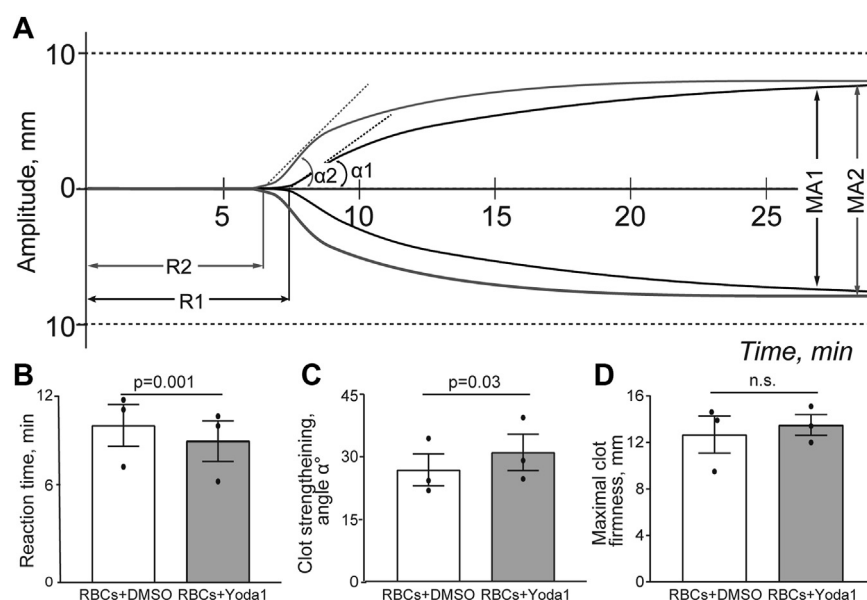 A
10
Amplitude, mm
0
5
10
15
20
25
α2
α1
MA1
MA2
R2
R1
10
Time, min
B
p=0.001
12
6
0
Reaction time, min
RBCs+DMSO
RBCs+Yoda1
C
p=0.03
45
30
15
0
Clot strengtheining,
angle α°
RBCs+DMSO
RBCs+Yoda1
D
n.s.
16
12
8
4
0
Maximal clot
firmness, mm
RBCs+DMSO
RBCs+Yoda1